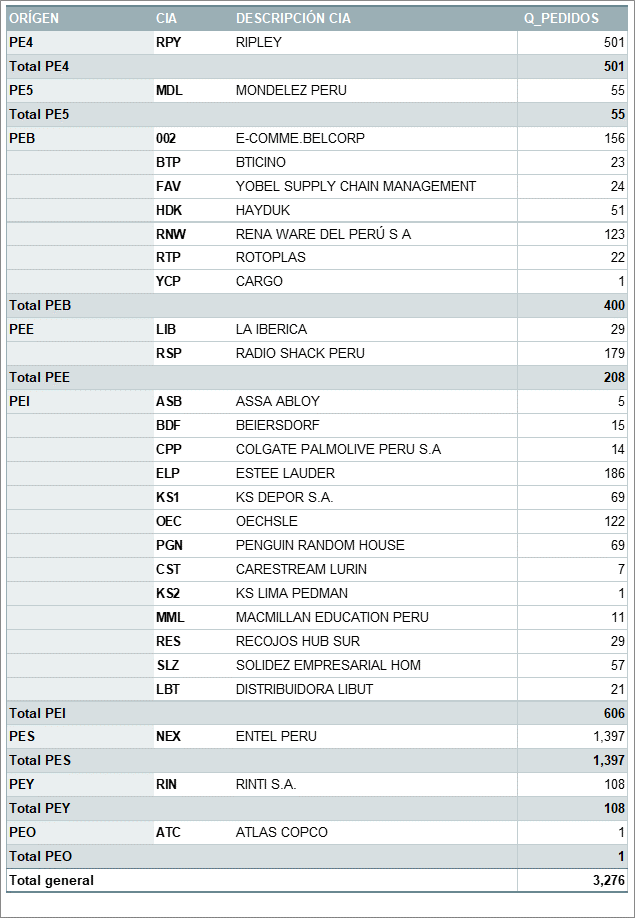 ORÍGEN CIA DESCRIPCIÓN CIA Q_PEDIDOS
PE4 RPY RIPLEY 501
Total PE4 501
PE5 MDL MONDELEZ PERU 55
Total PE5 55
PEB 002 E-COMME.BELCORP 156
BTP BTICINO 23
FAV YOBEL SUPPLY CHAIN MANAGEMENT 24
HDK HAYDUK 51
RNW RENA WARE DEL PERÚ S A 123
RTP ROTOPLAS 22
YCP CARGO 1
Total PEB 400
PEE LIB LA IBERICA 29
RSP RADIO SHACK PERU 179
Total PEE 208
PEI ASB ASSA ABLOY 5
BDF BEIERSDORF 15
CPP COLGATE PALMOLIVE PERU S.A 14
ELP ESTEE LAUDER 186
KS1 KS DEPOR S.A. 69
OEC OECHSLE 122
PGN PENGUIN RANDOM HOUSE 69
CST CARESTREAM LURIN 7
KS2 KS LIMA PEDMAN 1
MML MACMILLAN EDUCATION PERU 11
RES RECOJOS HUB SUR 29
SLZ SOLIDEZ EMPRESARIAL HOM 57
LBT DISTRIBUIDORA LIBUT 21
Total PEI 606
PES NEX ENTEL PERU 1,397
Total PES 1,397
PEY RIN RINTI S.A. 108
Total PEY 108
PEO ATC ATLAS COPCO 1
Total PEO 1
Total general 3,276